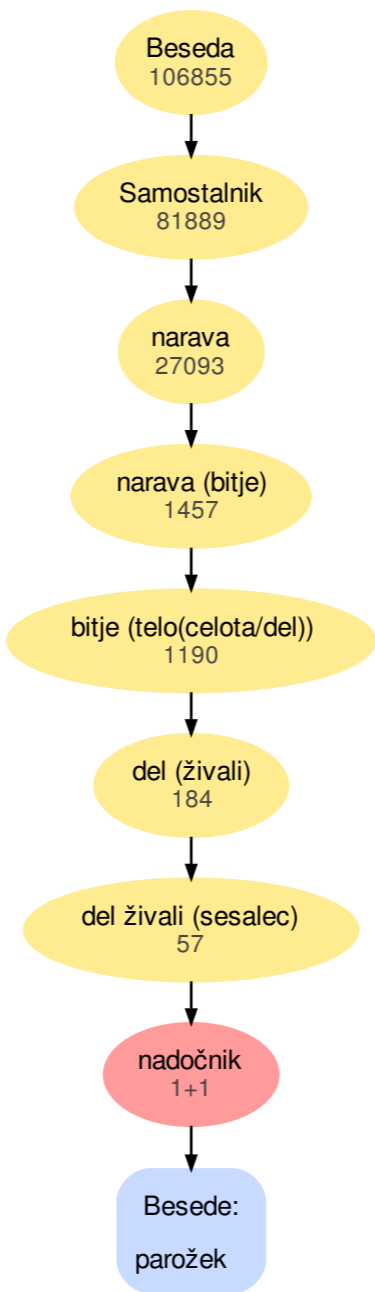 Beseda
106855
Samostalnik
81889
narava
27093
narava (bitje)
1457
bitje (telo(celota/del))
1190
del (živali)
184
del živali (sesalec)
57
nadočnik
1+1
Besede:
parožek